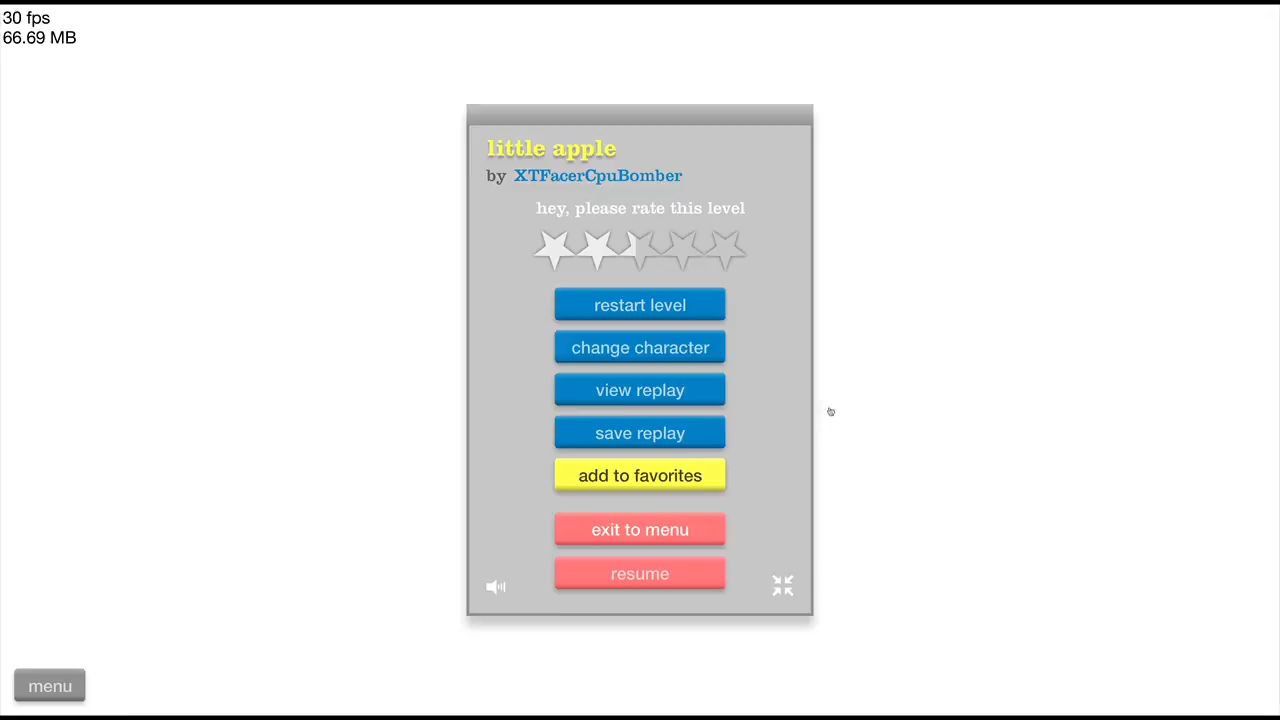 30 fps
66.69 MB
little apple
by XTFacerCpuBomber
hey, please rate this level
restart level
change character
view replay
save replay
add to favorites
exit to menu
resume
menu